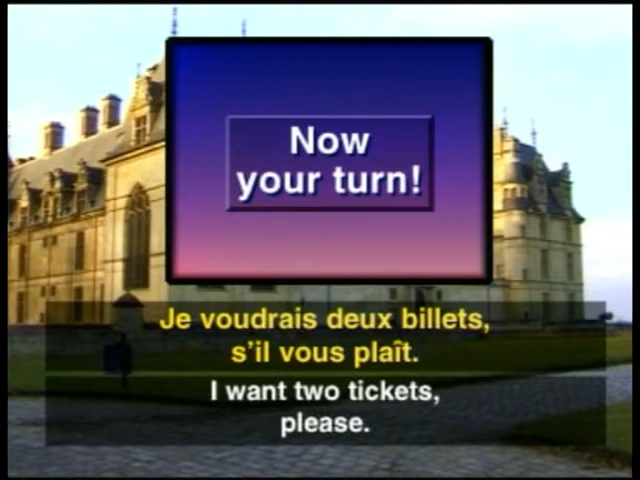 Now
your turn!
Je voudrais deux billets,
s'il vous plaît.
I want two tickets,
please.